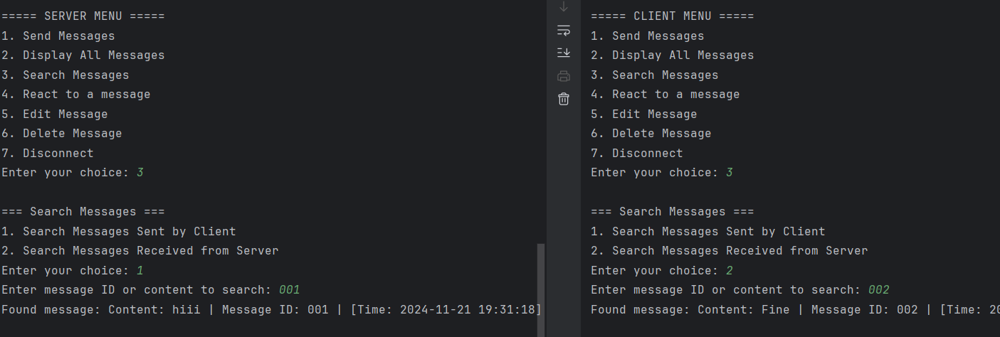 ===== SERVER MENU =====
1. Send Messages
2. Display All Messages
3. Search Messages
4. React to a message
5. Edit Message
6. Delete Message
7. Disconnect
Enter your choice: 3
=== Search Messages ===
1. Search Messages Sent by Client
2. Search Messages Received from Server
Enter your choice: 1
Enter message ID or content to search: 001
Found message: Content: hiii | Message ID: 001 | [Time: 2024-11-21 19:31:18]
===== CLIENT MENU =====
1. Send Messages
2. Display All Messages
3. Search Messages
4. React to a message
5. Edit Message
6. Delete Message
7. Disconnect
Enter your choice: 3
=== Search Messages ===
1. Search Messages Sent by Client
2. Search Messages Received from Server
Enter your choice: 2
Enter message ID or content to search: 002
Found message: Content: Fine | Message ID: 002 | [Time: 20